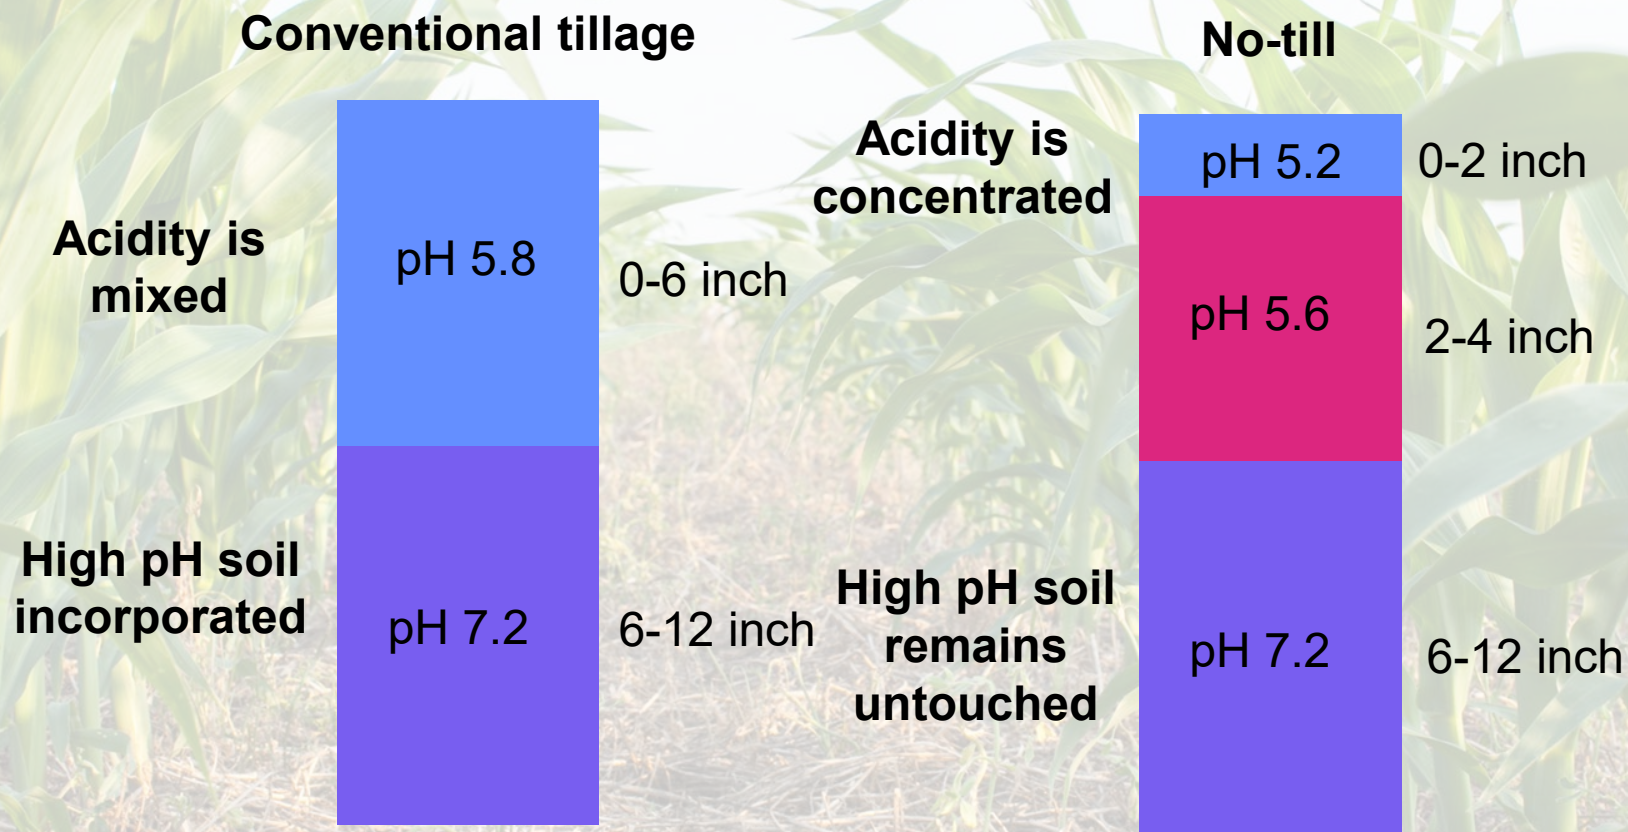 Conventional tillage
Acidity is
mixed
pH 5.8
0-6 inch
High pH soil
incorporated
pH 7.2
6-12 inch
No-till
Acidity is
concentrated
pH 5.2
0-2 inch
pH 5.6
2-4 inch
High pH soil
remains
untouched
pH 7.2
6-12 inch